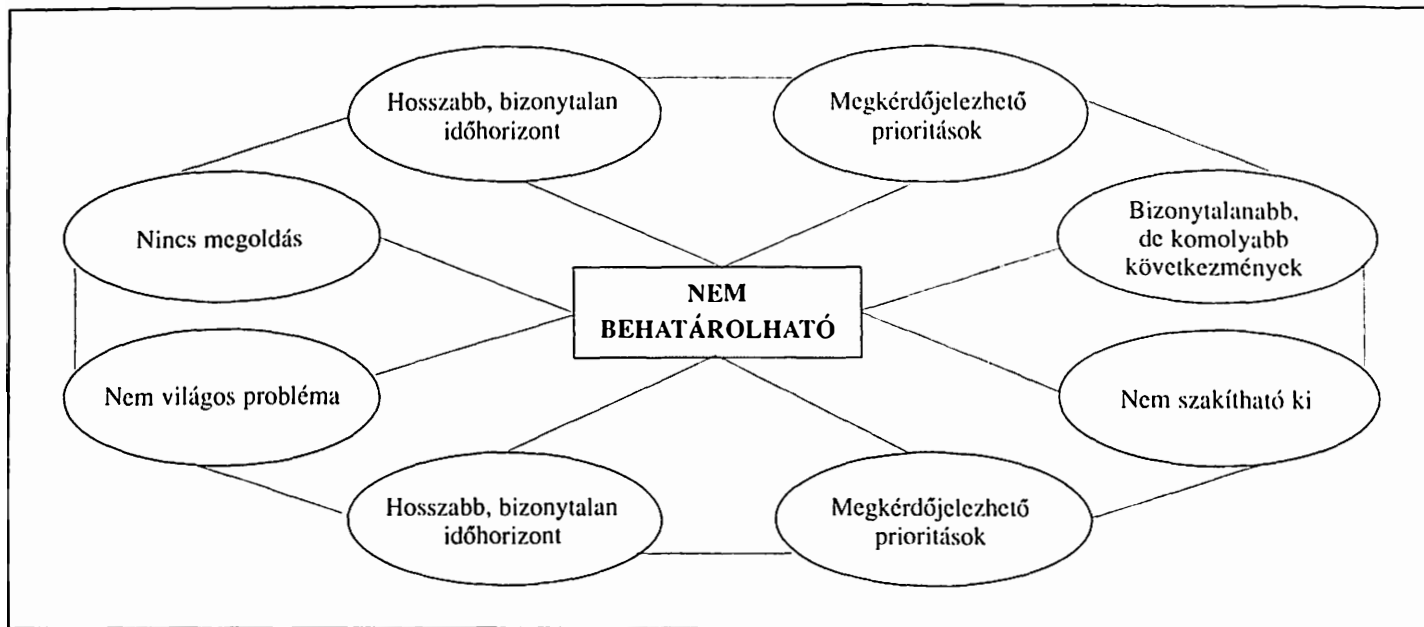 Hosszabb, bizonytalan
időhorizont
Megkérdőjelezhető
prioritások
Nincs megoldás
Bizonytalanabb,
de komolyabb
következmények
NEM
BEHATÁROLHATÓ
Nem világos probléma
Nem szakítható ki
Hosszabb, bizonytalan
időhorizont
Megkérdőjelezhető
prioritások